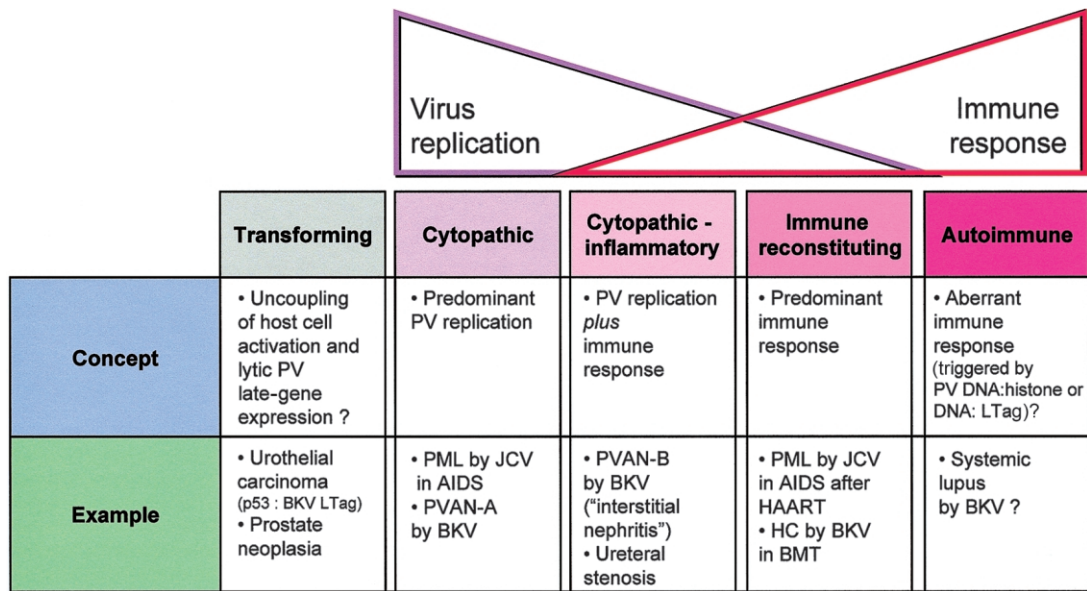 Virus
replication
Immune
response
Transforming
Cytopathic
Cytopathic -
inflammatory
Immune
reconstituting
Autoimmune
Concept
• Uncoupling
of host cell
activation and
lytic PV
late-gene
expression ?
• Predominant
PV replication
• PV replication
plus
immune
response
• Predominant
immune
response
• Aberrant
immune
response
(triggered by
PV DNA:histone or
DNA: LTag)?
Example
• Urothelial
carcinoma
(p53 : BKV LTag)
• Prostate
neoplasia
• PML by JCV
in AIDS
• PVAN-A
by BKV
• PVAN-B
by BKV
("interstitial
nephritis")
• Ureteral
stenosis
• PML by JCV
in AIDS after
HAART
• HC by BKV
in BMT
• Systemic
lupus
by BKV ?